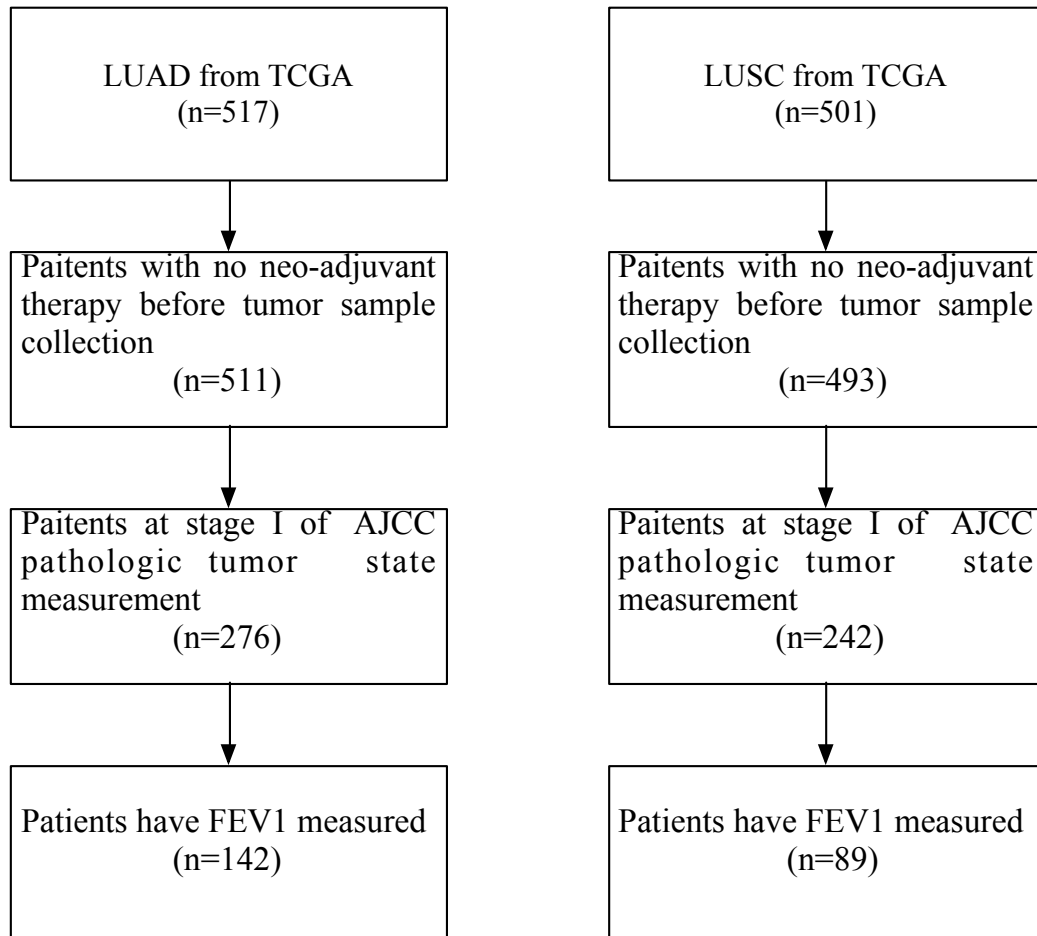 LUAD from TCGA
(n=517)
Paitents with no neo-adjuvant
therapy before tumor sample
collection
(n=511)
Paitents at stage I of AJCC
pathologic tumor state
measurement
(n=276)
Patients have FEV1 measured
(n=142)
LUSC from TCGA
(n=501)
Paitents with no neo-adjuvant
therapy before tumor sample
collection
(n=493)
Paitents at stage I of AJCC
pathologic tumor state
measurement
(n=242)
Patients have FEV1 measured
(n=89)